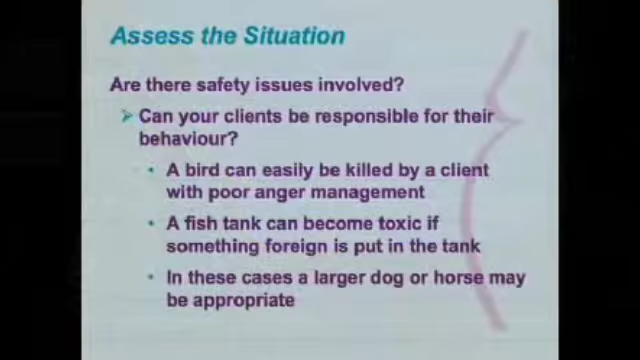 Assess the Situation
Are there safety issues involved?
➤ Can your clients be responsible for their
behaviour?
• A bird can easily be killed by a client
with poor anger management
• A fish tank can become toxic if
something foreign is put in the tank
• In these cases a larger dog or horse may
be appropriate